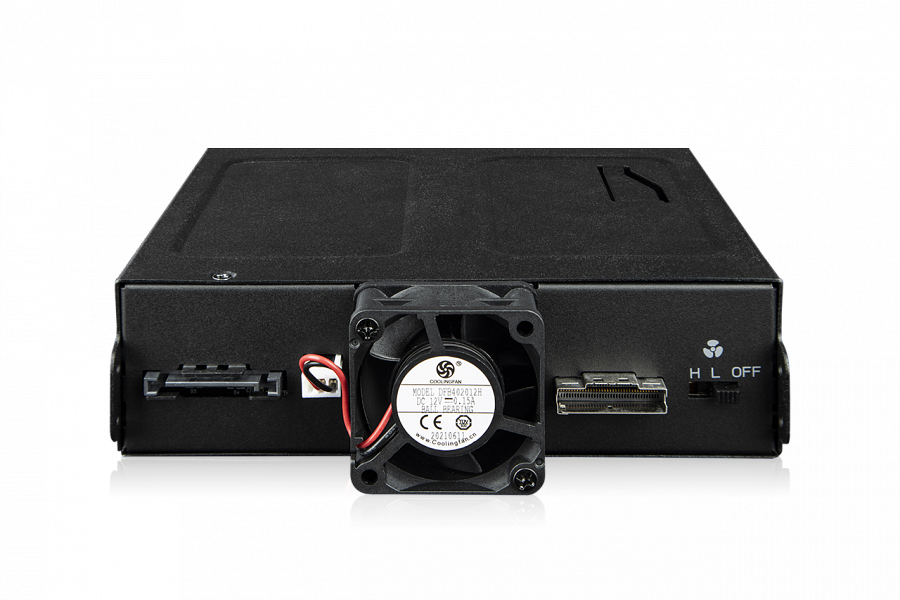 COOLINGFAN
®
MODEL DFB402012H
DC 12V 0.15A
BALL BEARING
CE
20210611
www.Coolingfan.cn
H L OFF